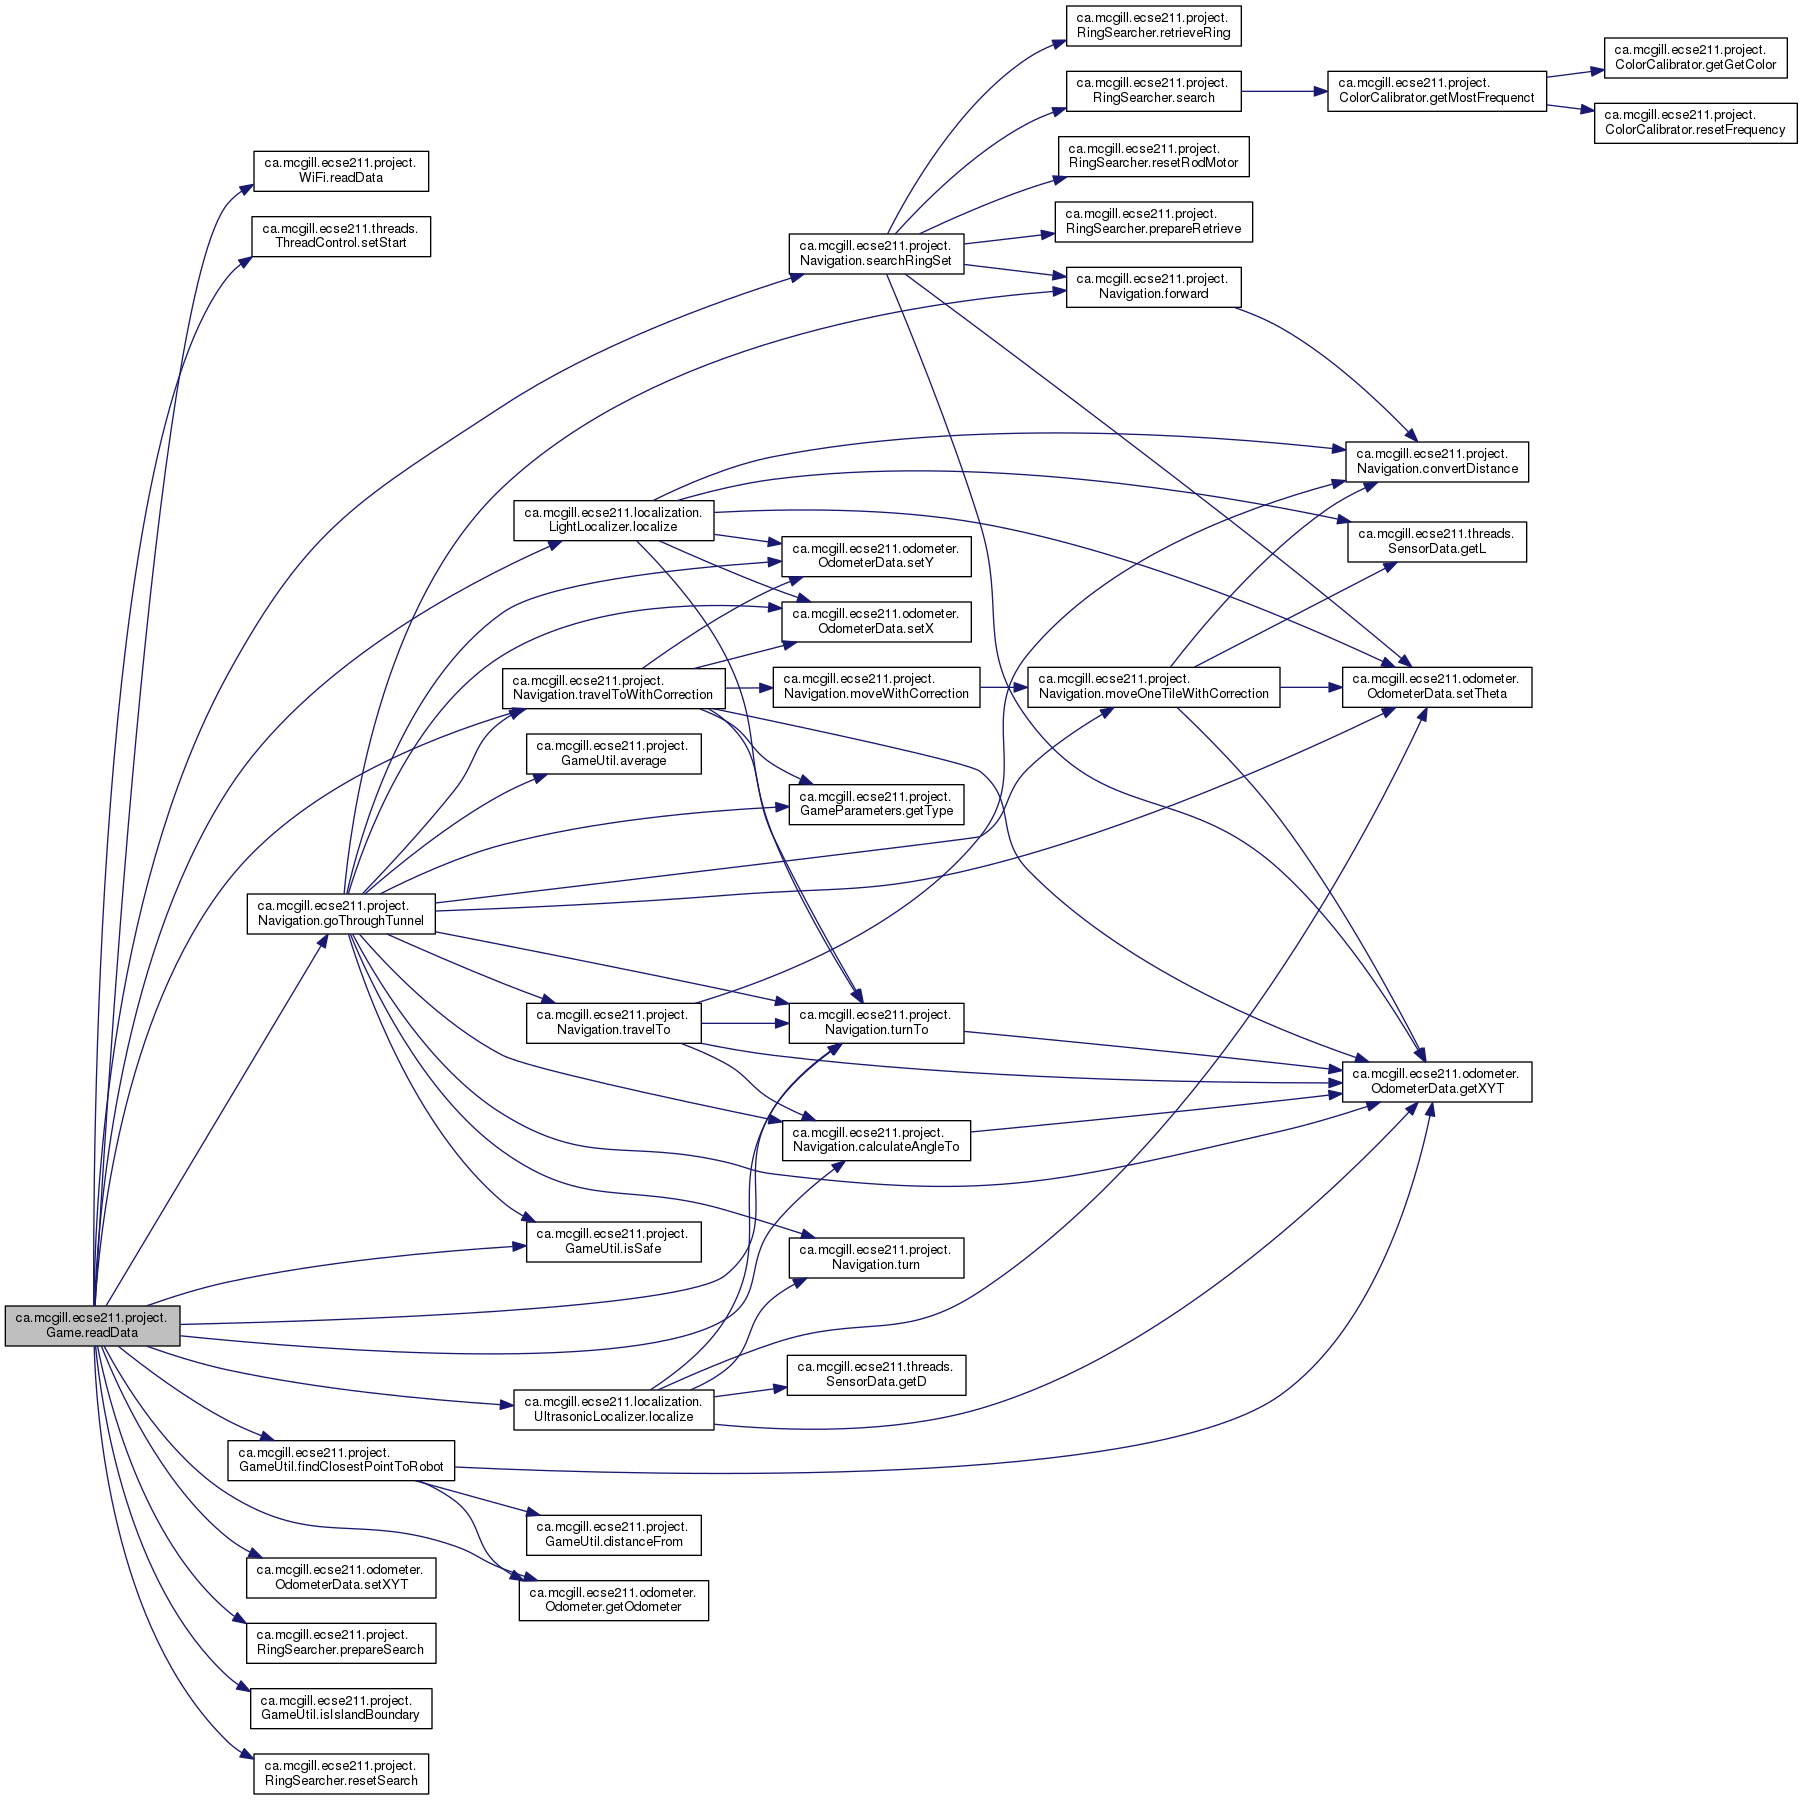 ca.mcgill.ecse211.project.
RingSearcher.retrieveRing
ca.mcgill.ecse211.project.
ColorCalibrator.getGetColor
ca.mcgill.ecse211.project.
RingSearcher.search
ca.mcgill.ecse211.project.
ColorCalibrator.getMostFrequenct
ca.mcgill.ecse211.project.
ColorCalibrator.resetFrequency
ca.mcgill.ecse211.project.
RingSearcher.resetRodMotor
ca.mcgill.ecse211.project.
WiFi.readData
ca.mcgill.ecse211.project.
RingSearcher.prepareRetrieve
ca.mcgill.ecse211.threads.
ThreadControl.setStart
ca.mcgill.ecse211.project.
Navigation.searchRingSet
ca.mcgill.ecse211.project.
Navigation.forward
ca.mcgill.ecse211.project.
Navigation.convertDistance
ca.mcgill.ecse211.localization.
LightLocalizer.localize
ca.mcgill.ecse211.threads.
SensorData.getL
ca.mcgill.ecse211.odometer.
OdometerData.setY
ca.mcgill.ecse211.odometer.
OdometerData.setX
ca.mcgill.ecse211.project.
Navigation.travelToWithCorrection
ca.mcgill.ecse211.project.
Navigation.moveWithCorrection
ca.mcgill.ecse211.project.
Navigation.moveOneTileWithCorrection
ca.mcgill.ecse211.odometer.
OdometerData.setTheta
ca.mcgill.ecse211.project.
GameUtil.average
ca.mcgill.ecse211.project.
GameParameters.getType
ca.mcgill.ecse211.project.
Navigation.goThroughTunnel
ca.mcgill.ecse211.project.
Navigation.travelTo
ca.mcgill.ecse211.project.
Navigation.turnTo
ca.mcgill.ecse211.odometer.
OdometerData.getXYT
ca.mcgill.ecse211.project.
Navigation.calculateAngleTo
ca.mcgill.ecse211.project.
GameUtil.isSafe
ca.mcgill.ecse211.project.
Navigation.turn
ca.mcgill.ecse211.project.
Game.readData
ca.mcgill.ecse211.threads.
SensorData.getD
ca.mcgill.ecse211.localization.
UltrasonicLocalizer.localize
ca.mcgill.ecse211.project.
GameUtil.findClosestPointToRobot
ca.mcgill.ecse211.project.
GameUtil.distanceFrom
ca.mcgill.ecse211.odometer.
OdometerData.setXYT
ca.mcgill.ecse211.odometer.
Odometer.getOdometer
ca.mcgill.ecse211.project.
RingSearcher.prepareSearch
ca.mcgill.ecse211.project.
GameUtil.isIslandBoundary
ca.mcgill.ecse211.project.
RingSearcher.resetSearch